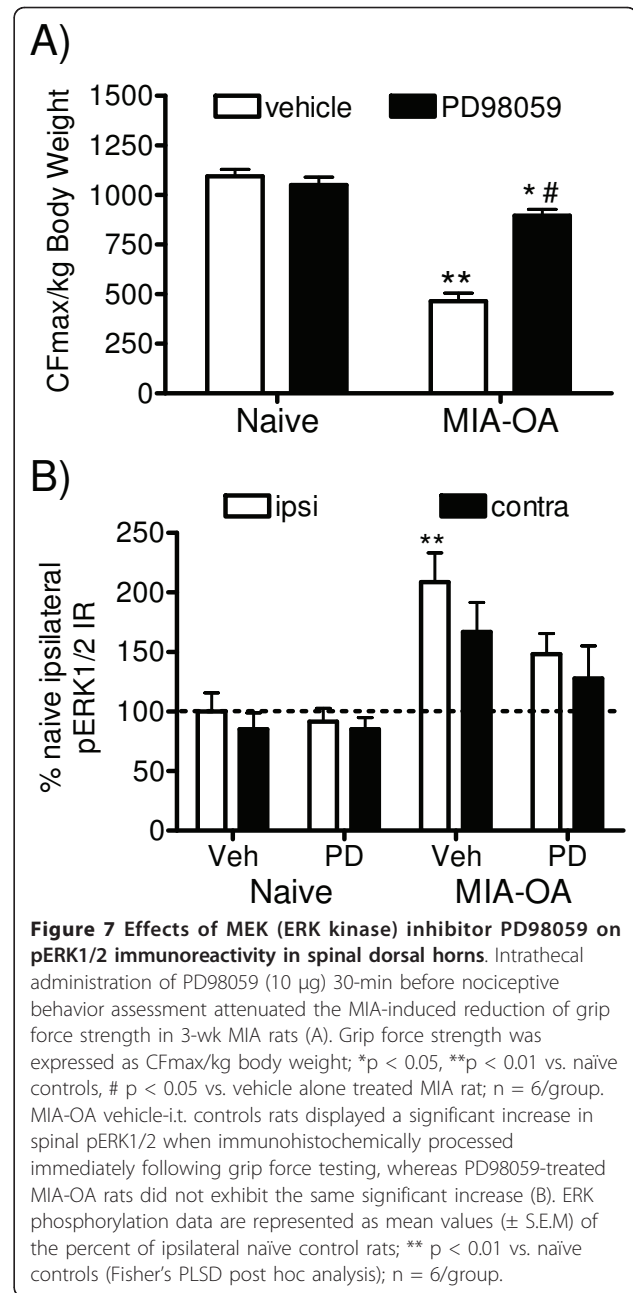 A)
CFmax/kg Body Weight
1500
1250
1000
750
500
250
0
vehicle PD98059
**
* #
Naive MIA-OA
B)
% naive ipsilateral
pERK1/2 IR
ipsi contra
250
200
150
100
50
0
**
Veh PD Veh PD
Naive MIA-OA
Figure 7 Effects of MEK (ERK kinase) inhibitor PD98059 on
pERK1/2 immunoreactivity in spinal dorsal horns. Intrathecal
administration of PD98059 (10 μg) 30-min before nociceptive
behavior assessment attenuated the MIA-induced reduction of grip
force strength in 3-wk MIA rats (A). Grip force strength was
expressed as CFmax/kg body weight; *p < 0.05, **p < 0.01 vs. naïve
controls, # p < 0.05 vs. vehicle alone treated MIA rat; n = 6/group.
MIA-OA vehicle-i.t. controls rats displayed a significant increase in
spinal pERK1/2 when immunohistochemically processed
immediately following grip force testing, whereas PD98059-treated
MIA-OA rats did not exhibit the same significant increase (B). ERK
phosphorylation data are represented as mean values (± S.E.M) of
the percent of ipsilateral naïve control rats; ** p < 0.01 vs. naïve
controls (Fisher's PLSD post hoc analysis); n = 6/group.